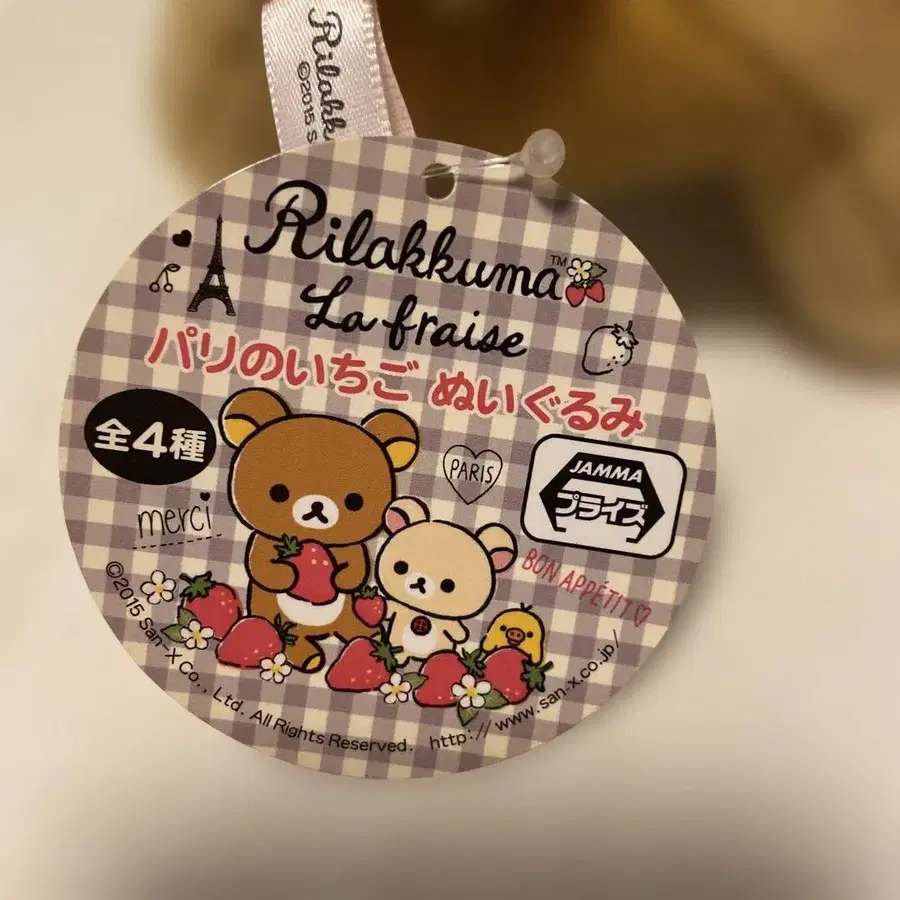 Rilakk
©2015 S
Rilakkuma™
La fraise
パリのいちご ぬいぐるみ
全4種
PARIS
JAMMA
プライズ
merci
BON APPÉTIT
©2015 San-X Co., Ltd. All Rights Reserved. http://www.san-x.co.jp/